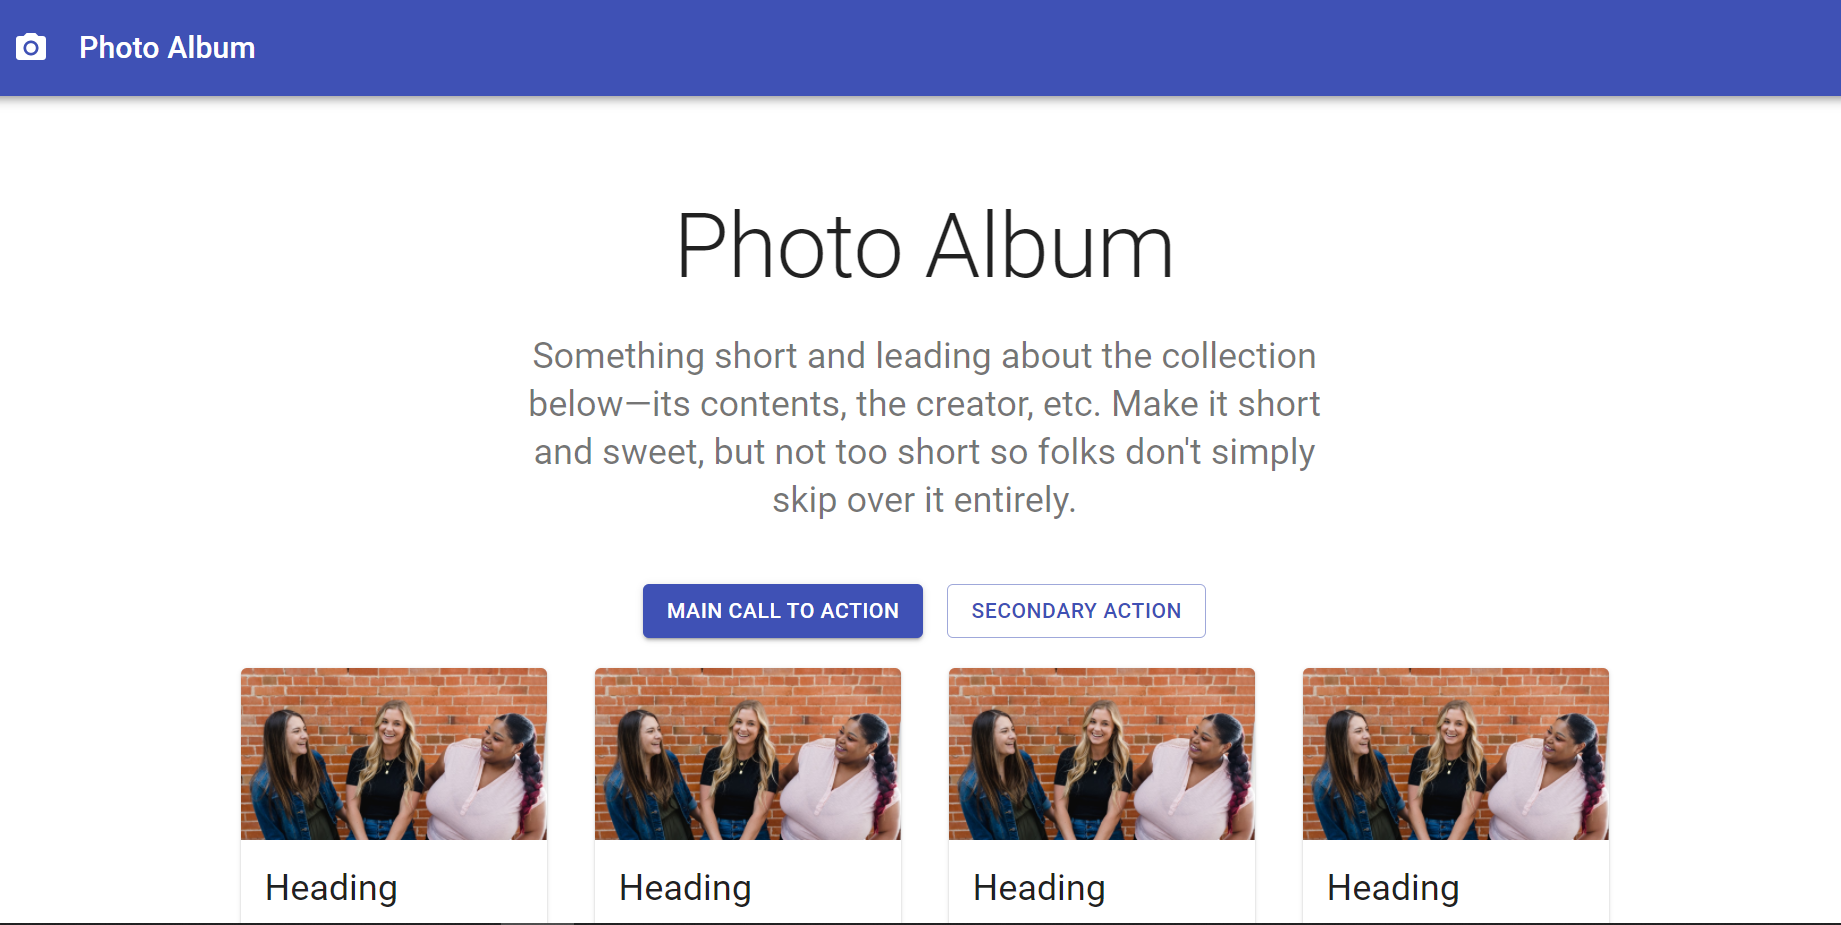 Photo Album
Photo Album
Something short and leading about the collection
below—its contents, the creator, etc. Make it short
and sweet, but not too short so folks don't simply
skip over it entirely.
MAIN CALL TO ACTION
SECONDARY ACTION
Heading
Heading
Heading
Heading